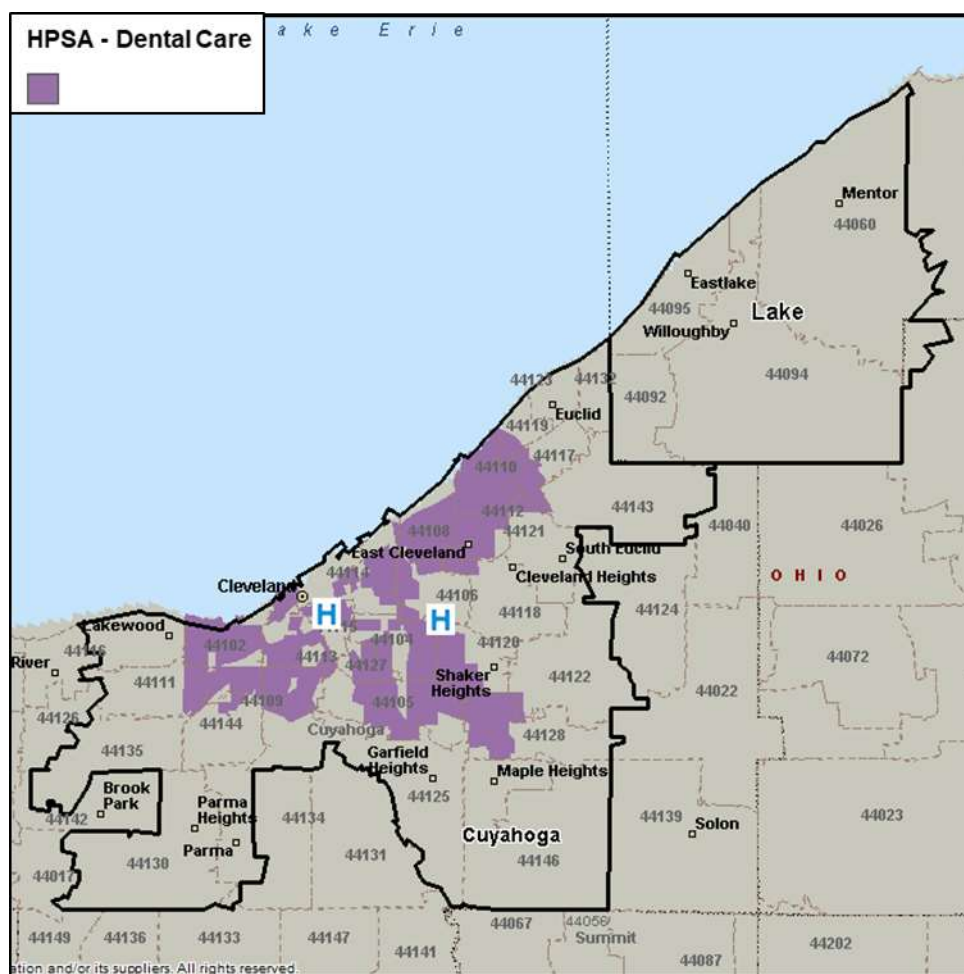 HPSA - Dental Care
ake Erie
Mentor
44060
Eastlake
44095
Lake
Willoughby
44094
44092
44123
44132
Euclid
44119
44117
44110
44112
44143
44108
44121
44040
44026
East Cleveland
South Euclid
44114
Cleveland Heights
OHIO
Cleveland
44106
H
H
44118
44124
44104
Lakewood
44102
44113
44120
44116
River
44127
44072
44111
Shaker
Heights
44122
44022
44109
44105
44126
44144
Cuyahoga
44128
44135
Garfield
Heights
Maple Heights
44125
Brook
Park
Parma
Heights
44142
44134
Cuyahoga
44139
Solon
44023
Parma
44130
44131
44146
44017
44067
44056
44149
44136
44133
44147
44141
Summit
44087
44202
ation and/or its suppliers. All rights reserved.